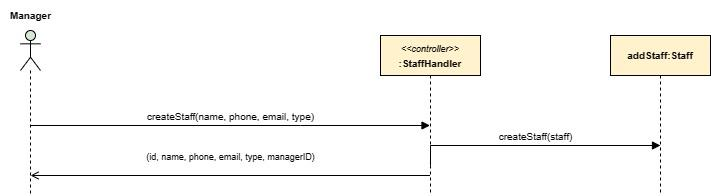 Manager
<<controller>>
:StaffHandler
addStaff:Staff
createStaff(name, phone, email, type)
createStaff(staff)
(id, name, phone, email, type, managerID)